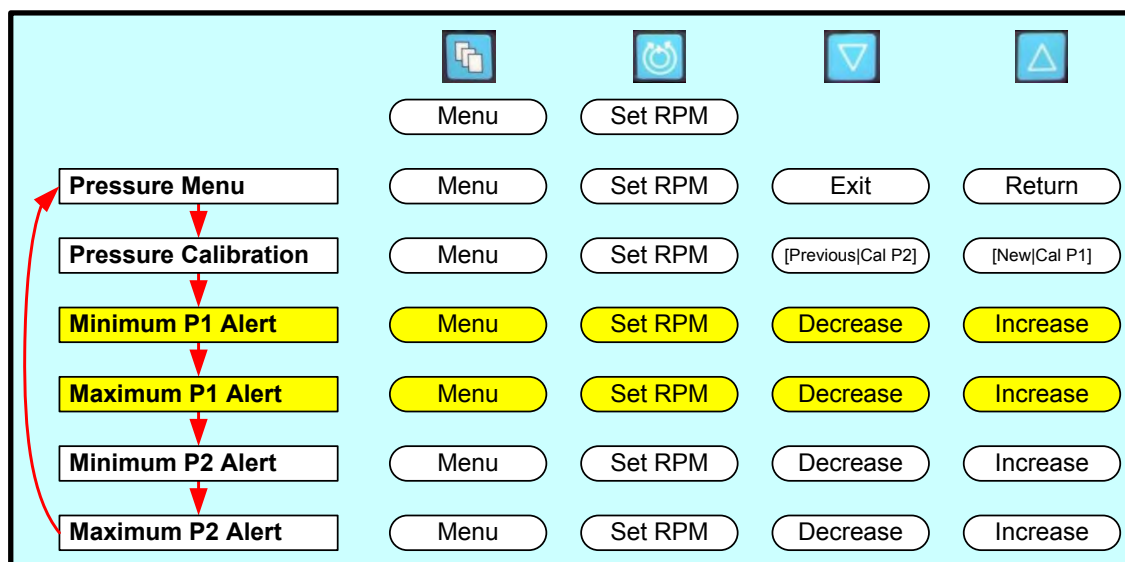 Menu Set RPM
Pressure Menu Menu Set RPM Exit Return
Pressure Calibration Menu Set RPM [Previous|Cal P2] [New|Cal P1]
Minimum P1 Alert Menu Set RPM Decrease Increase
Maximum P1 Alert Menu Set RPM Decrease Increase
Minimum P2 Alert Menu Set RPM Decrease Increase
Maximum P2 Alert Menu Set RPM Decrease Increase